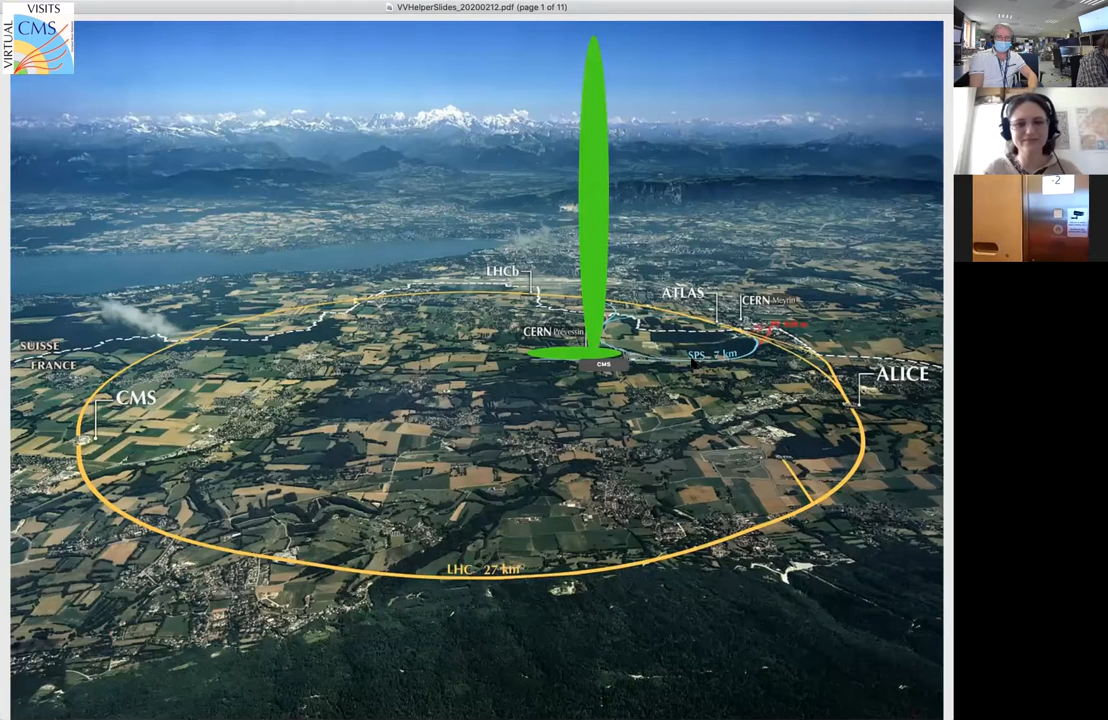 VVHelperSlides_20200212.pdf (page 1 of 11)
VISITS
VIRTUAL
CMS
LHCb
ATLAS
CERN Meyrin
CERN Prévessin
SUISSE
FRANCE
SPS 7 km
CMS
CMS
ALICE
LHC 27 km
-2